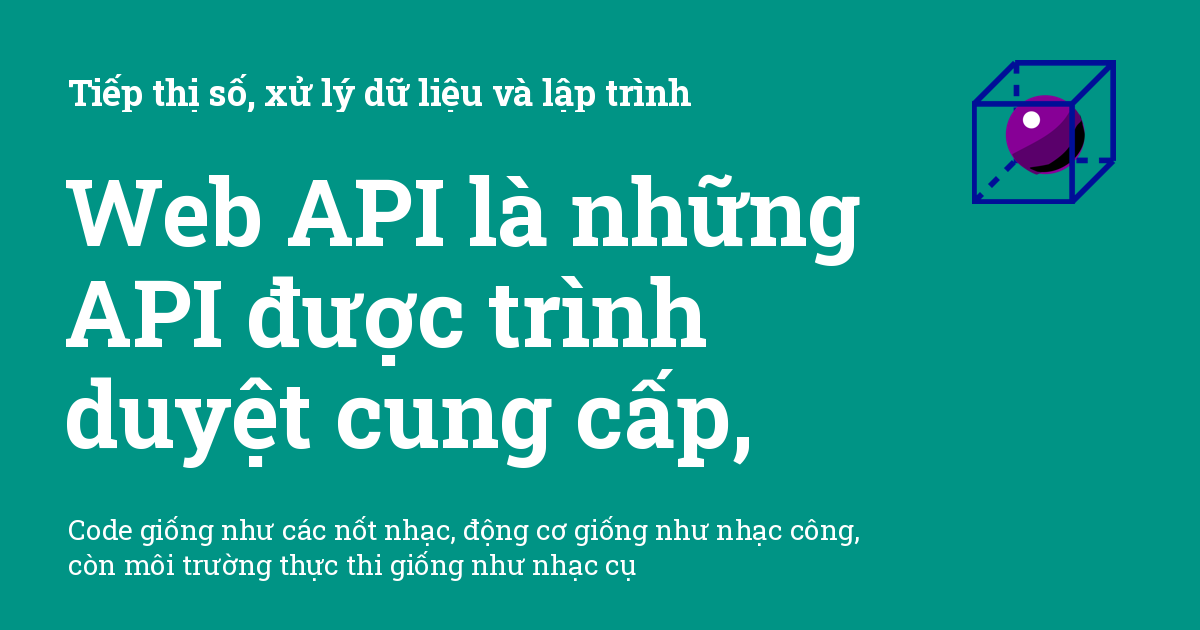 Tiếp thị số, xử lý dữ liệu và lập trình
Web API là những
API được trình
duyệt cung cấp,
Code giống như các nốt nhạc, động cơ giống như nhạc công,
còn môi trường thực thi giống như nhạc cụ